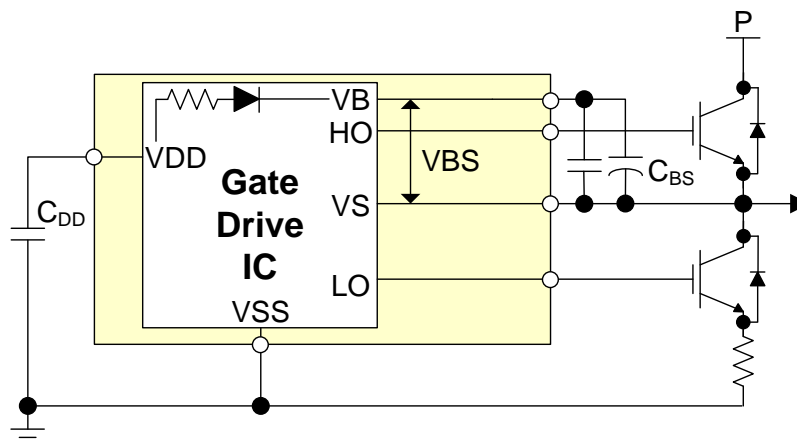 P
VB
HO
VDD
VBS
Gate
Drive
IC
CBS
VS
CDD
LO
VSS